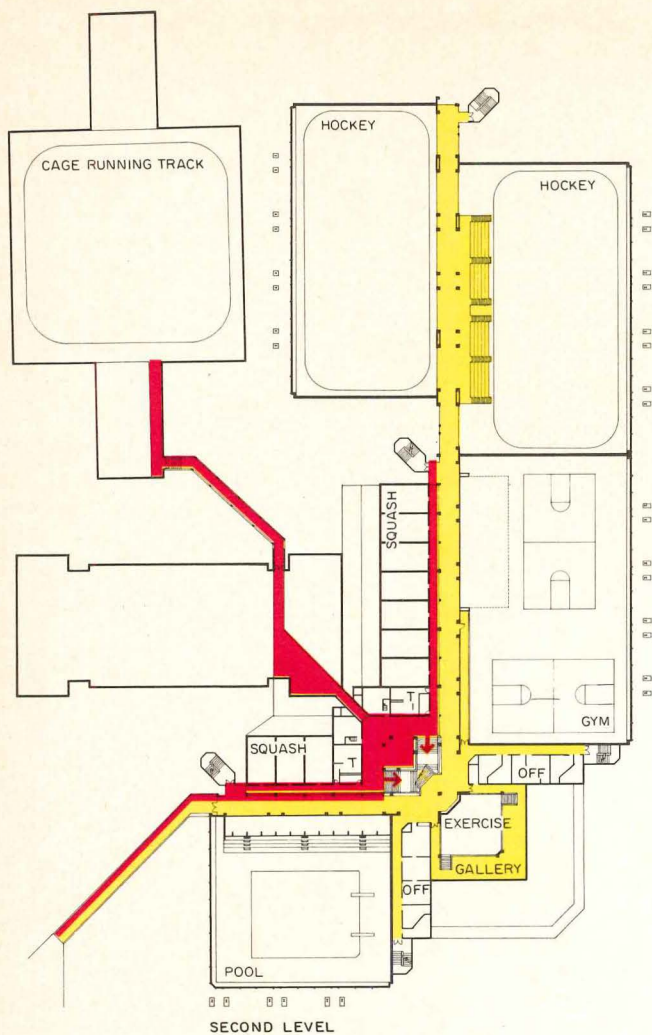 HOCKEY
CAGE RUNNING TRACK
HOCKEY
SQUASH
GYM
T
SQUASH
T
OFF
EXERCISE
GALLERY
OFF
POOL
SECOND LEVEL